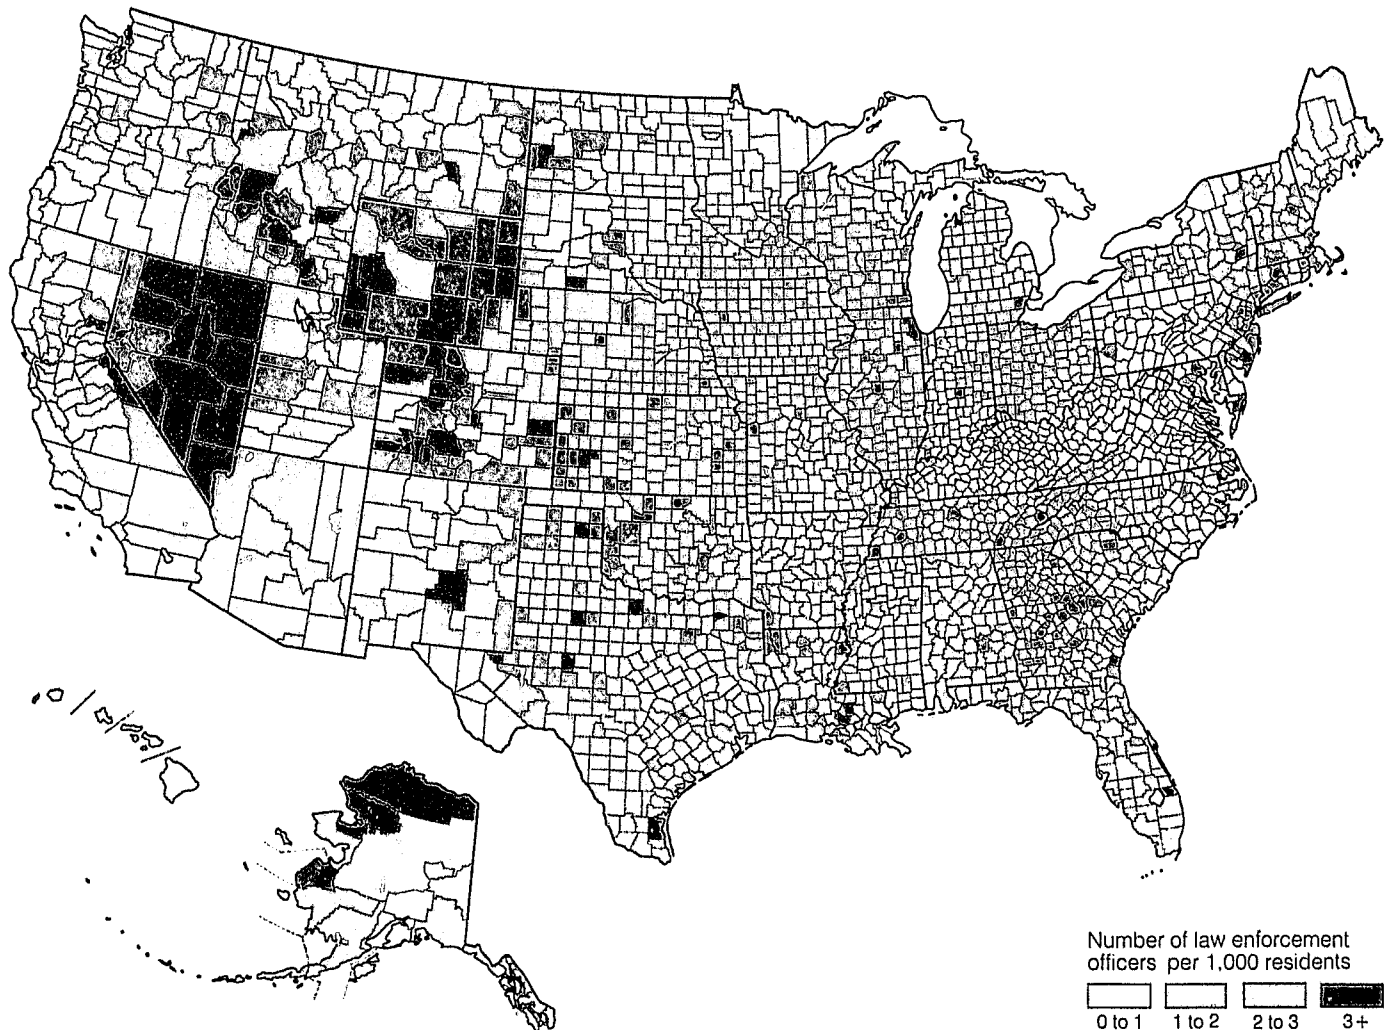 Number of law enforcement
officers per 1,000 residents
0 to 1 1 to 2 2 to 3 3+